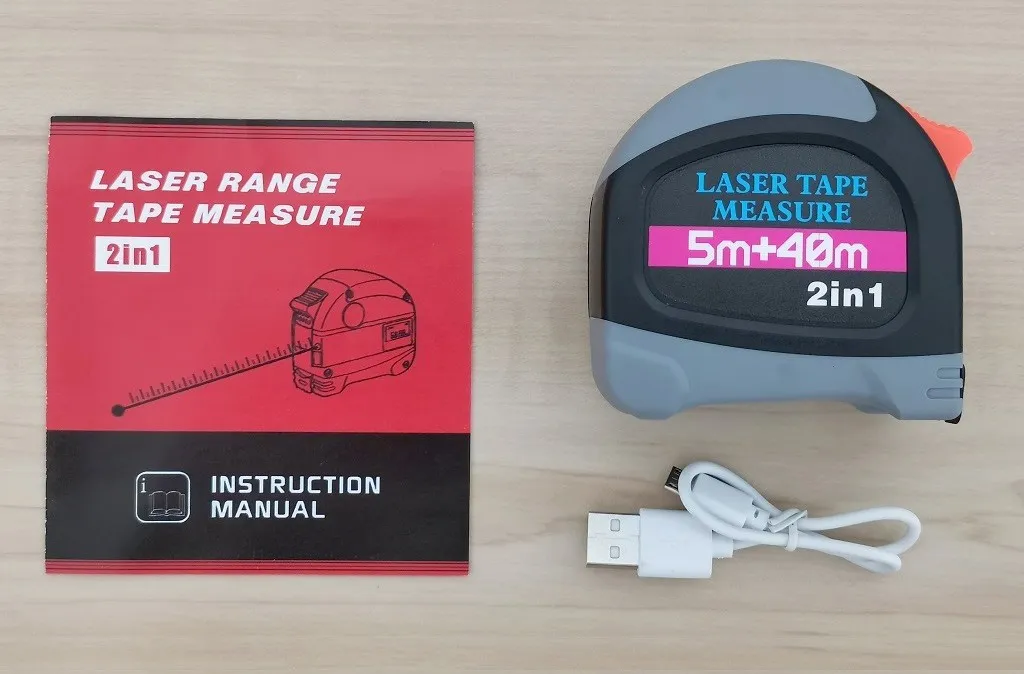 LASER RANGE
TAPE MEASURE
2in1
i
INSTRUCTION
MANUAL
LASER TAPE
MEASURE
5m+40m
2in1